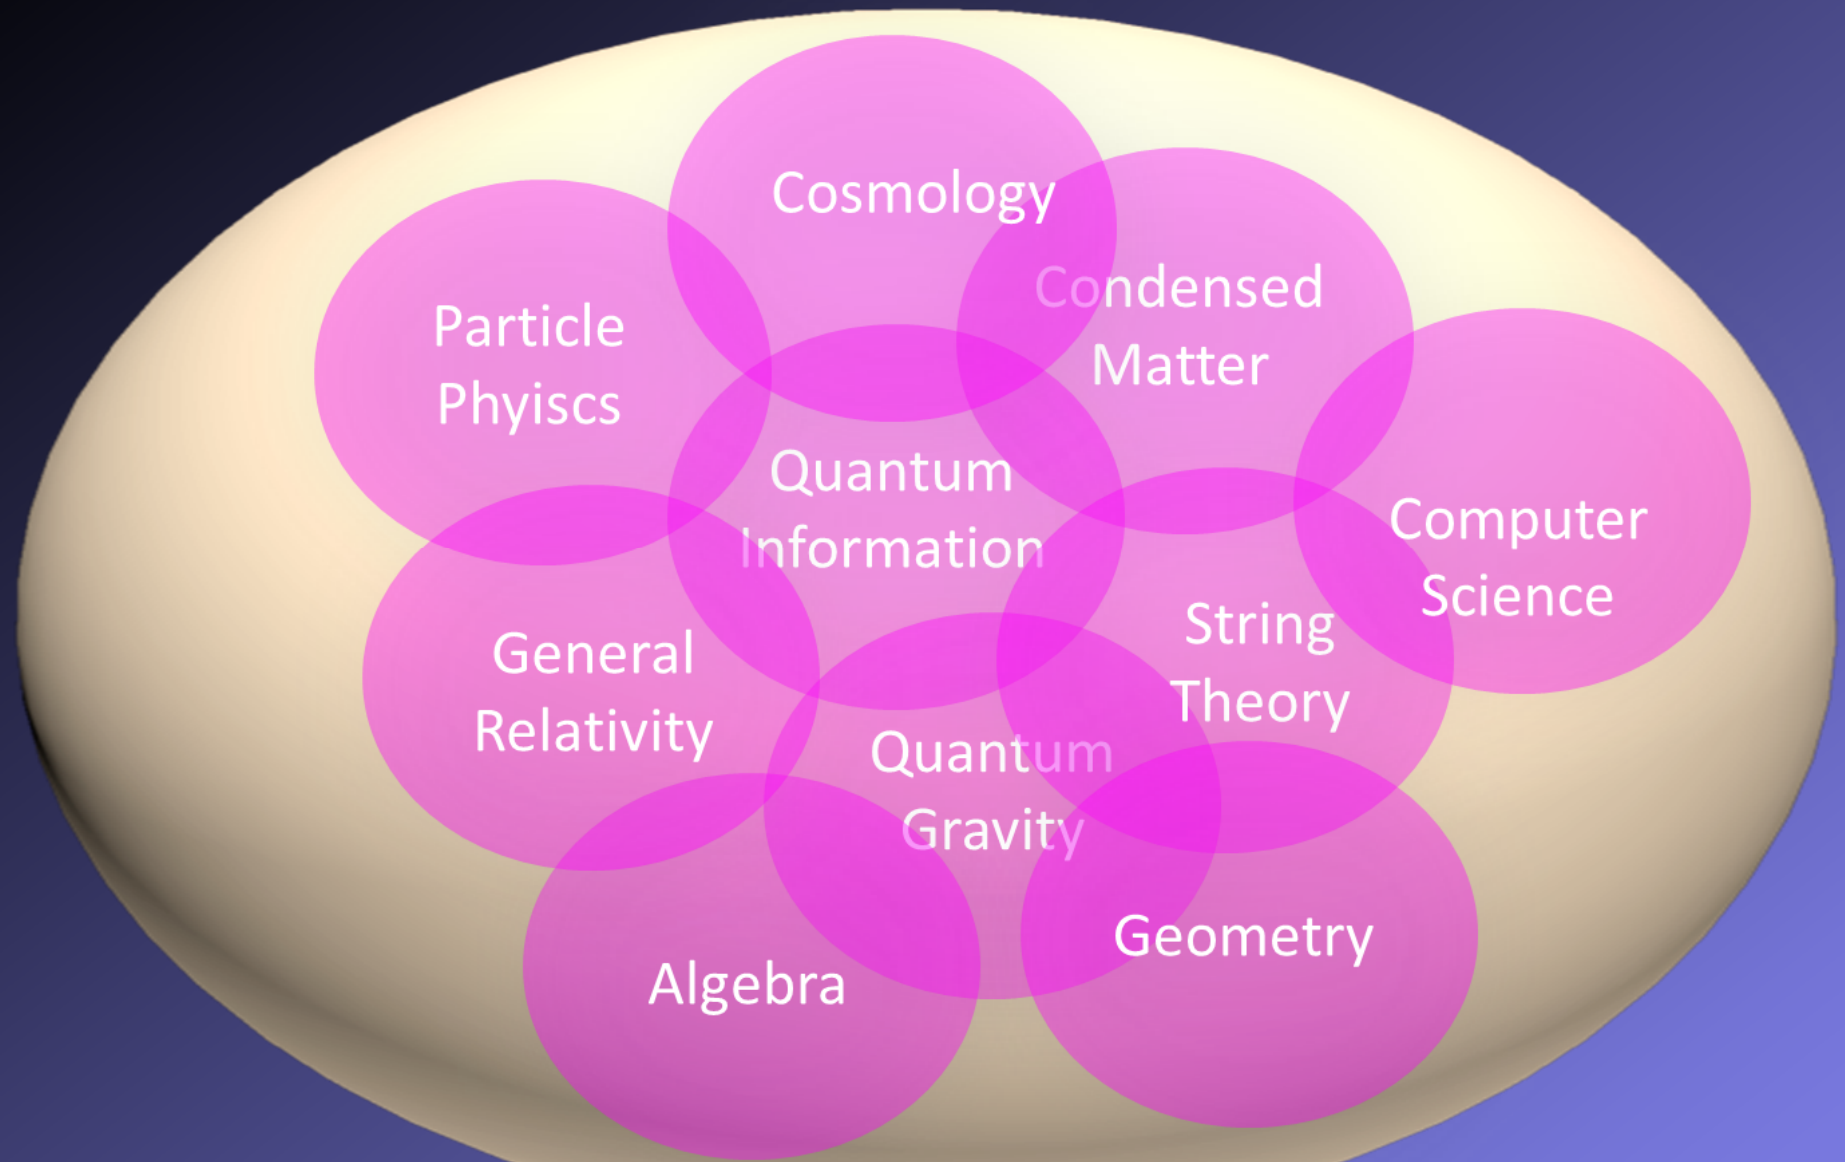 Cosmology
Condensed
Matter
Particle
Phyiscs
Quantum
Information
Computer
Science
General
Relativity
String
Theory
Quantum
Gravity
Algebra
Geometry